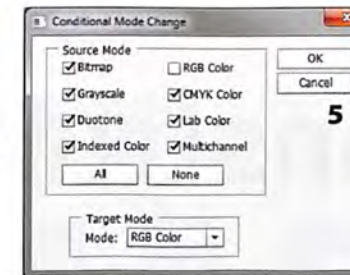 Conditional Mode Change
Source Mode
Bitmap
RGB Color
Grayscale
CMYK Color
Duotone
Lab Color
Indexed Color
Multichannel
All
None
Target Mode
Mode: RGB Color
OK
Cancel
5